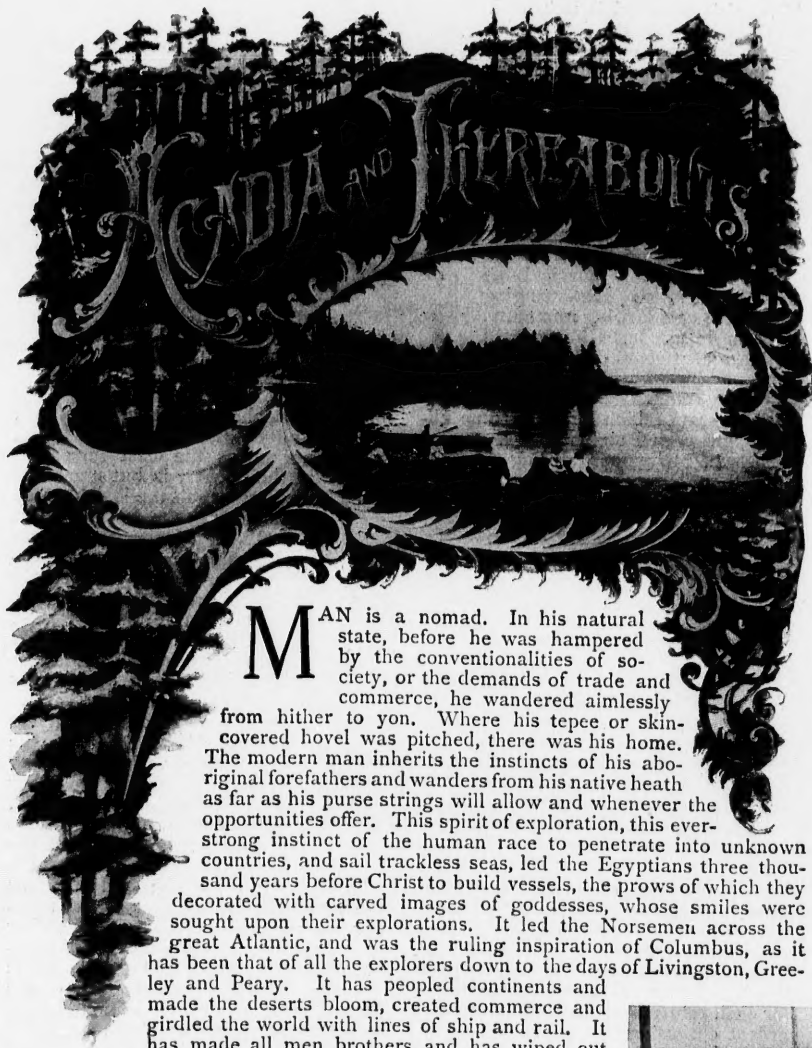 ACADIA AND THEREABOUTS
MAN is a nomad. In his natural
state, before he was hampered
by the conventionalities of so-
ciety, or the demands of trade and
commerce, he wandered aimlessly
from hither to yon. Where his tepee or skin-
covered hovel was pitched, there was his home.
The modern man inherits the instincts of his abo-
riginal forefathers and wanders from his native heath
as far as his purse strings will allow and whenever the
opportunities offer. This spirit of exploration, this ever-
strong instinct of the human race to penetrate into unknown
countries, and sail trackless seas, led the Egyptians three thou-
sand years before Christ to build vessels, the prows of which they
decorated with carved images of goddesses, whose smiles were
sought upon their explorations. It led the Norsemen across the
great Atlantic, and was the ruling inspiration of Columbus, as it
has been that of all the explorers down to the days of Livingston, Gree-
ley and Peary. It has peopled continents and
made the deserts bloom, created commerce and
girdled the world with lines of ship and rail. It
has made all men brothers and has wiped out